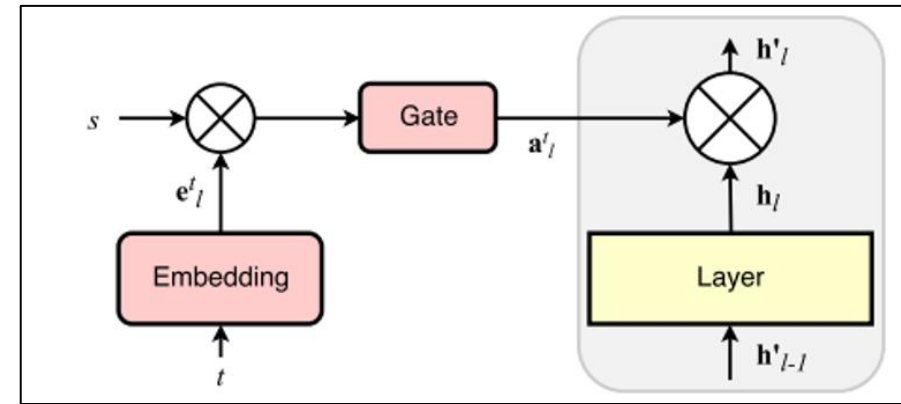 h'l
s
Gate
a^t_l
e^t_l
h_l
Embedding
Layer
t
h'_{l-1}